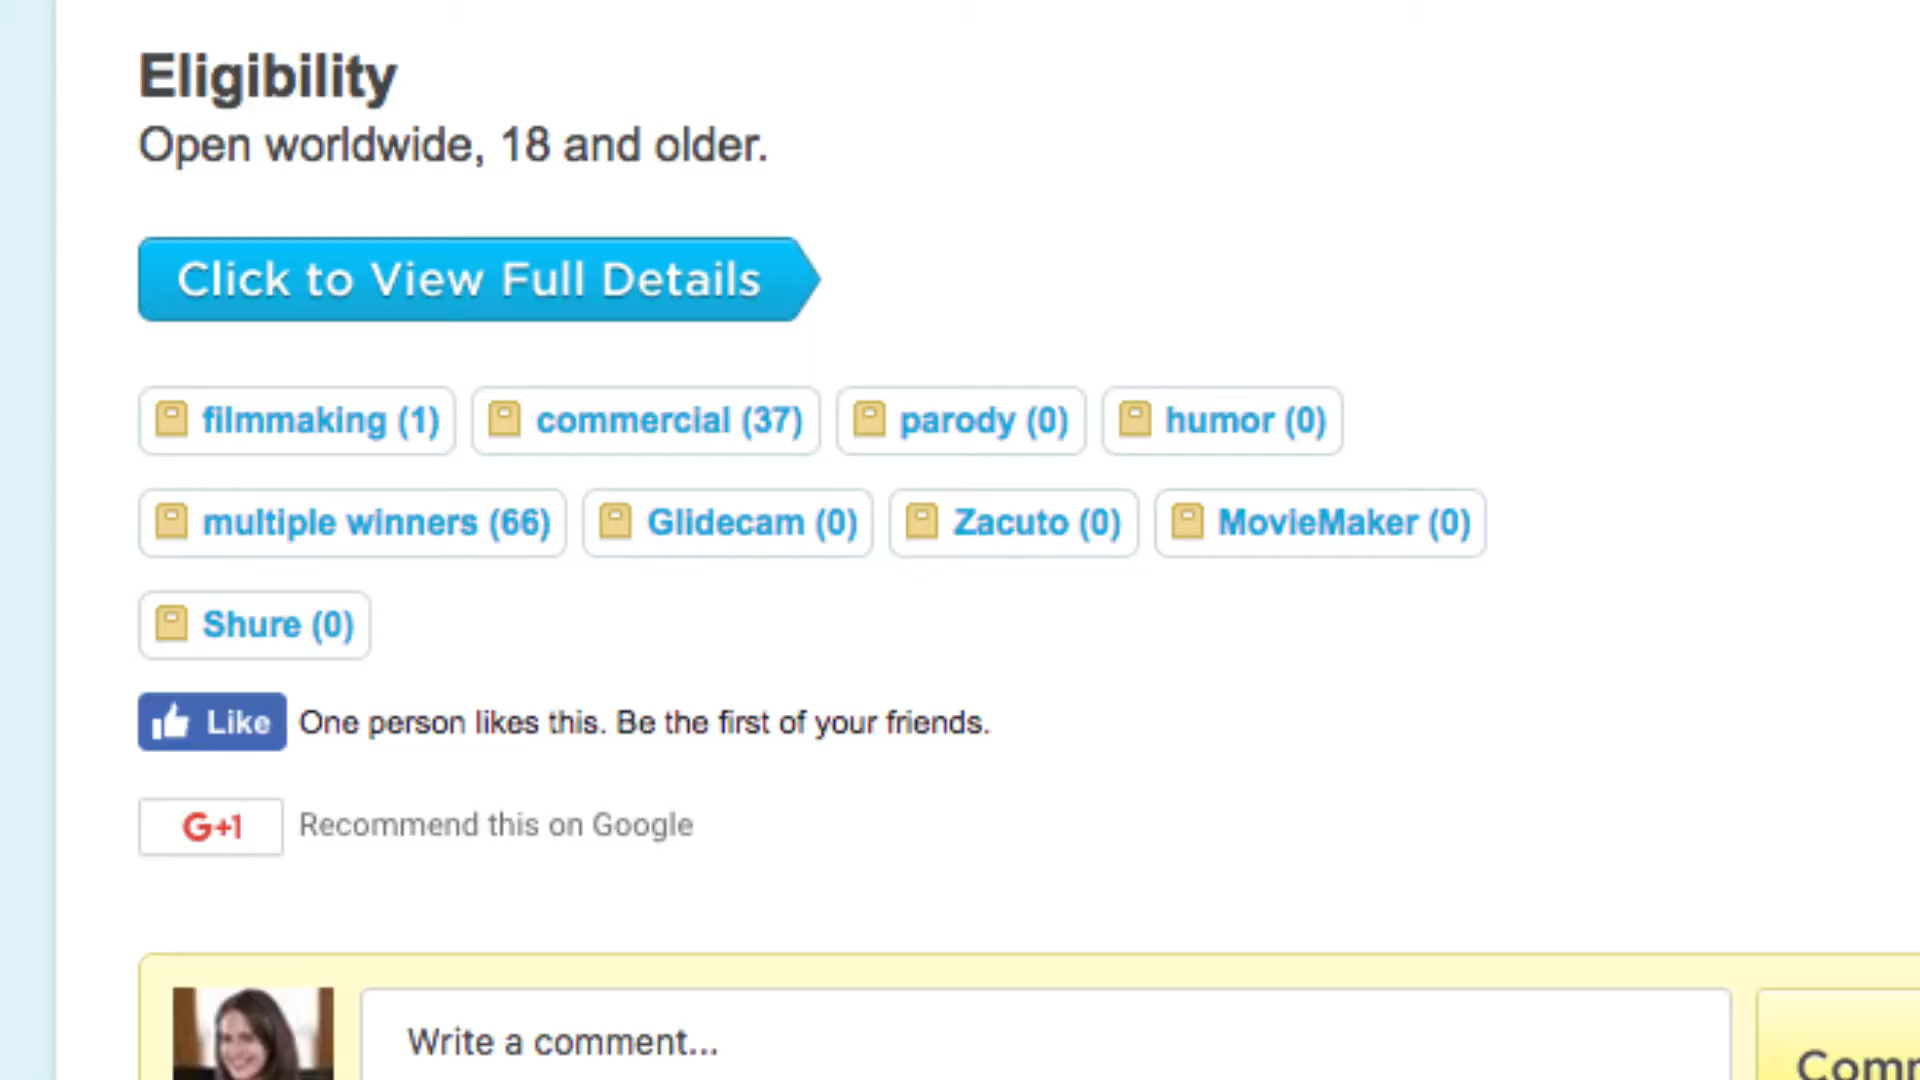 Eligibility
Open worldwide, 18 and older.
Click to View Full Details
filmmaking (1) commercial (37) parody (0) humor (0)
multiple winners (66) Glidecam (0) Zacuto (0) MovieMaker (0)
Shure (0)
Like One person likes this. Be the first of your friends.
G+1 Recommend this on Google
Write a comment...